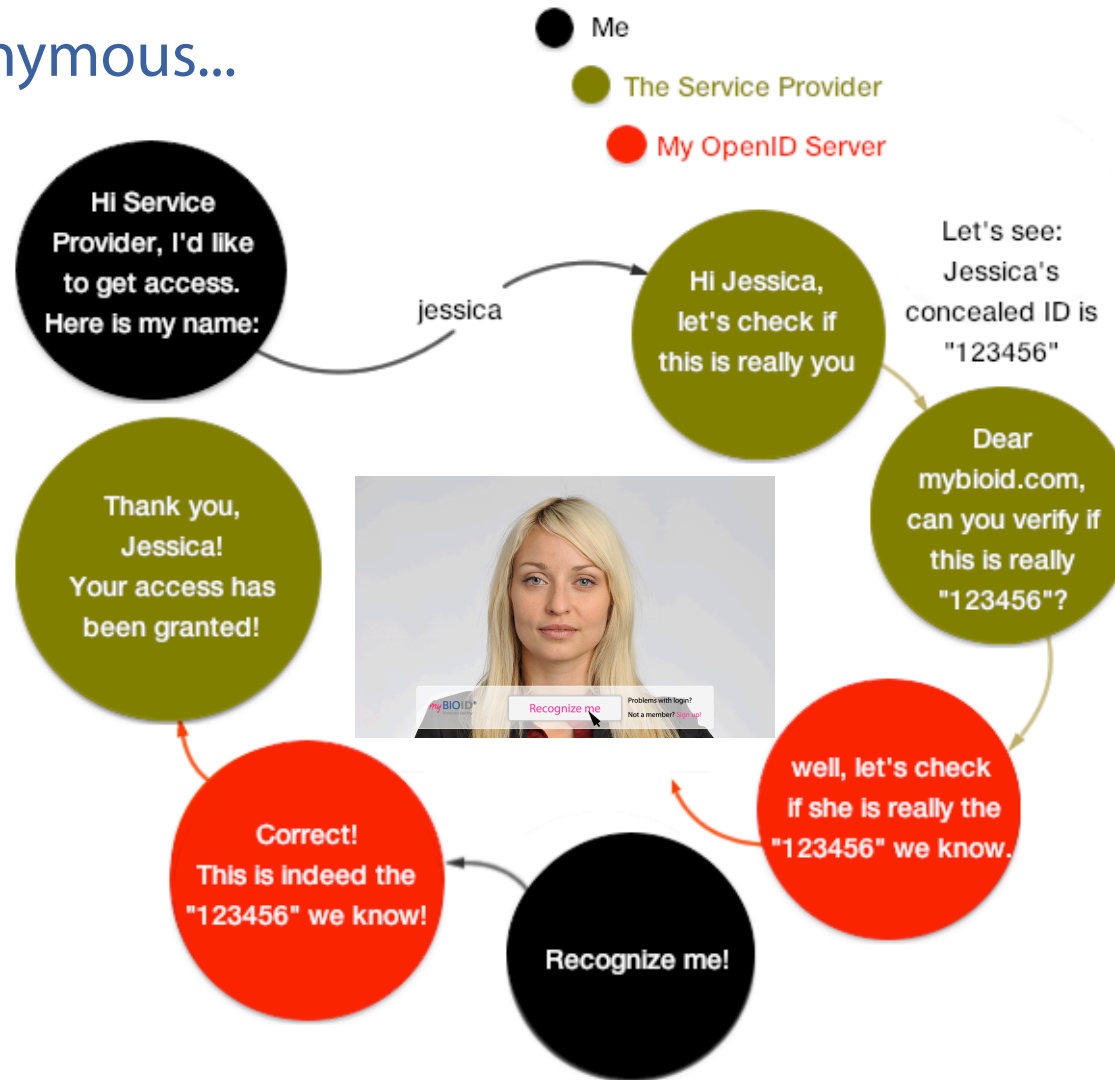 nymous...
Me
The Service Provider
My OpenID Server
Hi Service
Provider, I'd like
to get access.
Here is my name:
jessica
Hi Jessica,
let's check if
this is really you
Let's see:
Jessica's
concealed ID is
"123456"
Dear
mybioid.com,
can you verify if
this is really
"123456"?
well, let's check
if she is really the
"123456" we know.
Recognize me!
Correct!
This is indeed the
"123456" we know!
Thank you,
Jessica!
Your access has
been granted!
my BIOID®
Recognize me
Problems with login?
Not a member? Sign up!